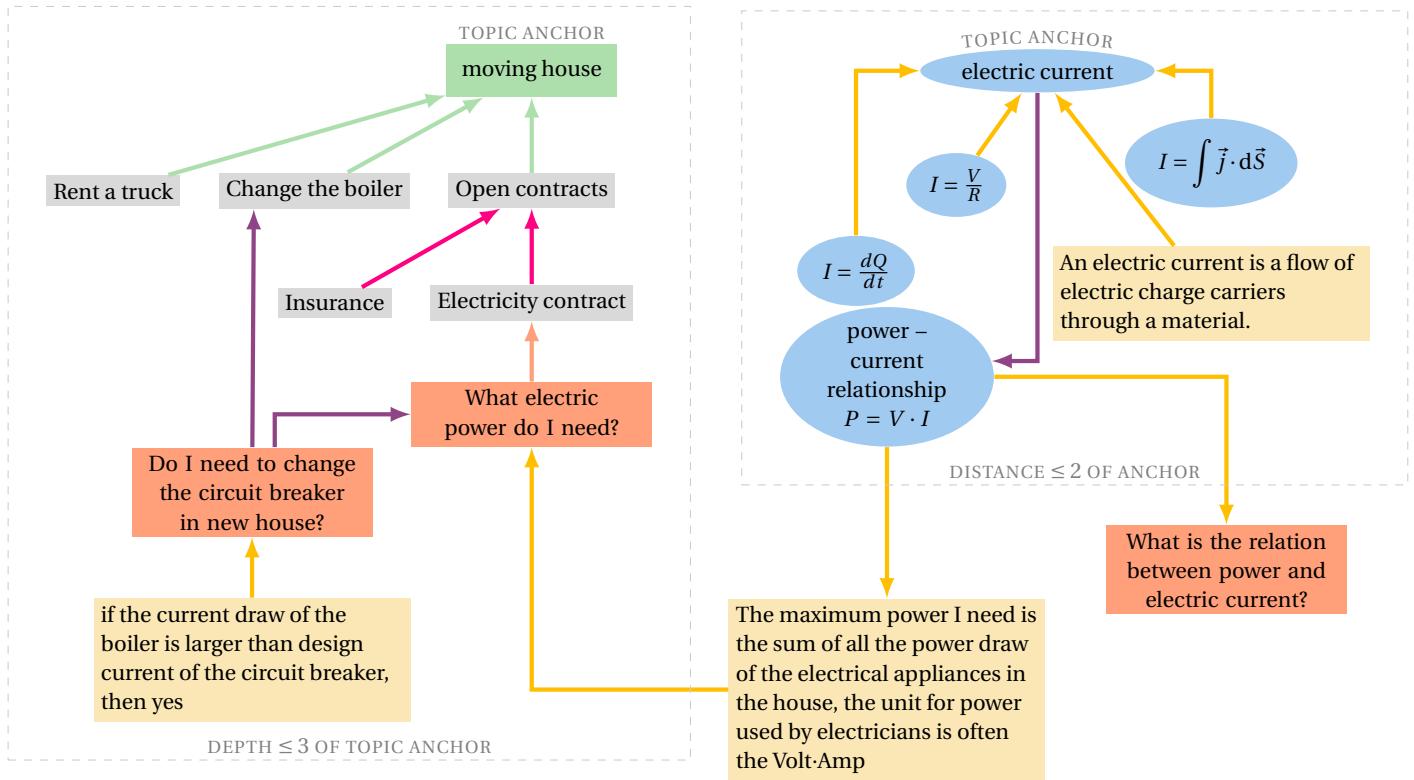 TOPIC ANCHOR
moving house
Rent a truck
Change the boiler
Open contracts
Insurance
Electricity contract
What electric
power do I need?
Do I need to change
the circuit breaker
in new house?
if the current draw of the
boiler is larger than design
current of the circuit breaker,
then yes
DEPTH ≤ 3 OF TOPIC ANCHOR
TOPIC ANCHOR
electric current
I = ∫ j⃗ · dS⃗
I = V/R
I = dQ/dt
An electric current is a flow of
electric charge carriers
through a material.
power –
current
relationship
P = V · I
DISTANCE ≤ 2 OF ANCHOR
What is the relation
between power and
electric current?
The maximum power I need is
the sum of all the power draw
of the electrical appliances in
the house, the unit for power
used by electricians is often
the Volt·Amp